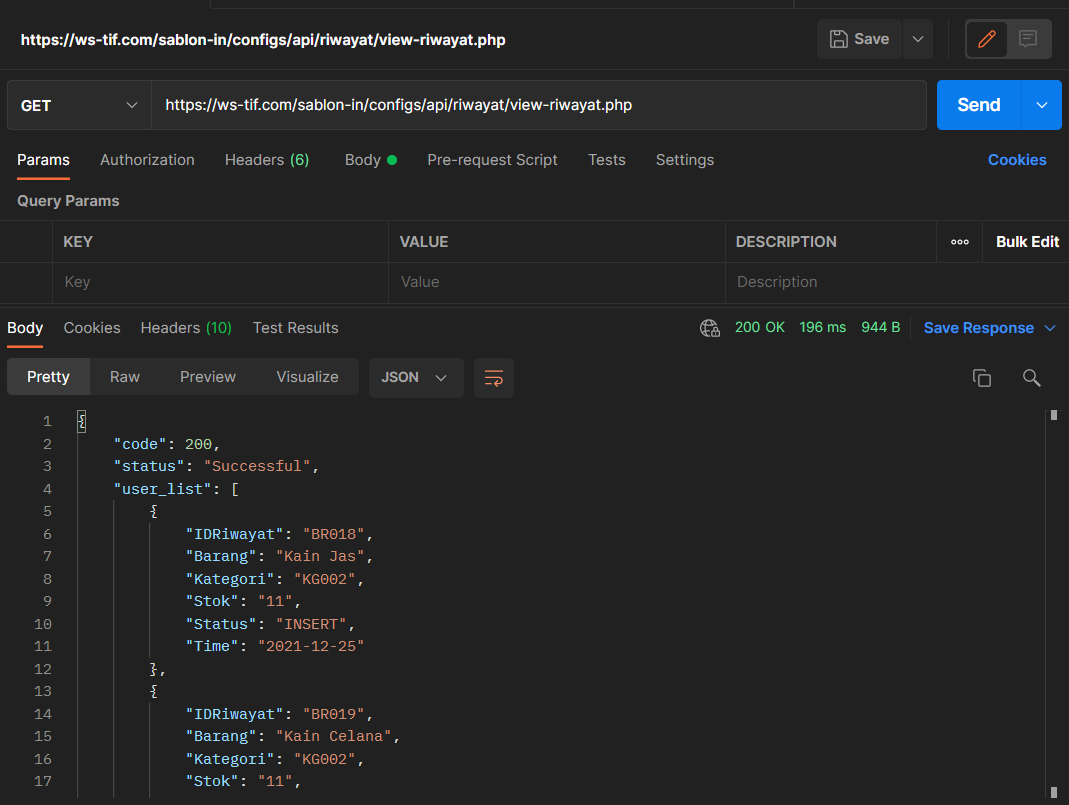 https://ws-tif.com/sablon-in/configs/api/riwayat/view-riwayat.php
Save
GET
https://ws-tif.com/sablon-in/configs/api/riwayat/view-riwayat.php
Send
Params Authorization Headers (6) Body Pre-request Script Tests Settings Cookies
Query Params
KEY VALUE DESCRIPTION Bulk Edit
Key Value Description
Body Cookies Headers (10) Test Results 200 OK 196 ms 944 B Save Response
Pretty Raw Preview Visualize JSON
1 {
2 "code": 200,
3 "status": "Successful",
4 "user_list": [
5 {
6 "IDRiwayat": "BR018",
7 "Barang": "Kain Jas",
8 "Kategori": "KG002",
9 "Stok": "11",
10 "Status": "INSERT",
11 "Time": "2021-12-25"
12 },
13 {
14 "IDRiwayat": "BR019",
15 "Barang": "Kain Celana",
16 "Kategori": "KG002",
17 "Stok": "11",